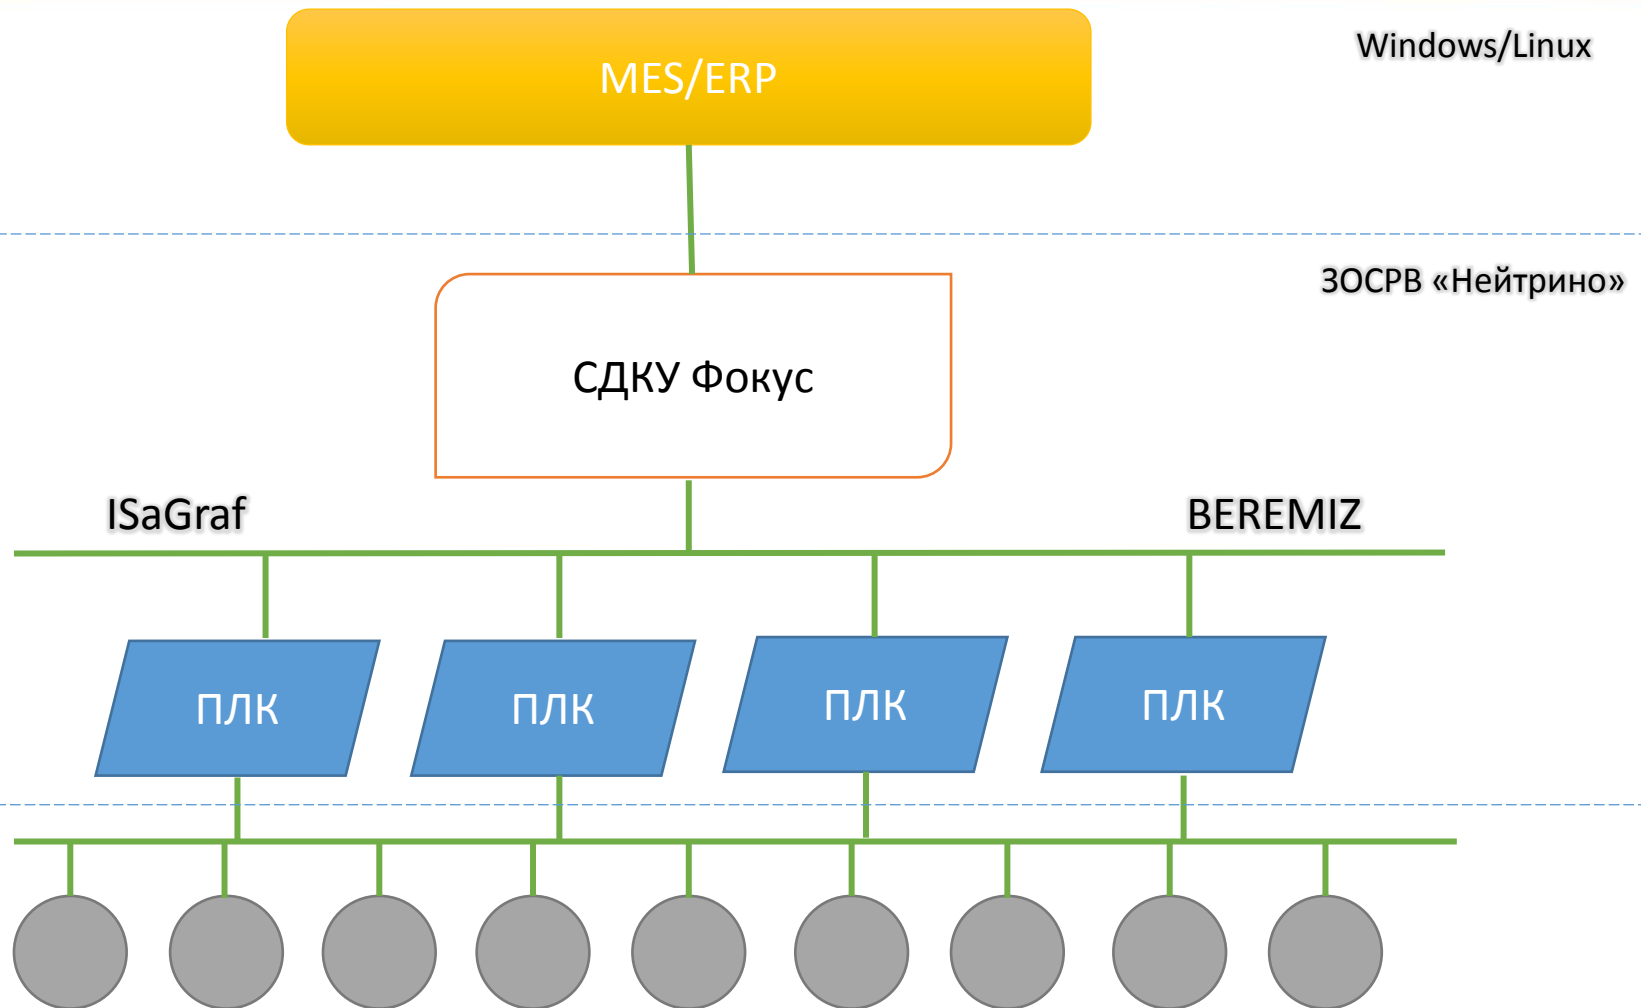 MES/ERP
Windows/Linux
ЗОСРВ «Нейтрино»
СДКУ Фокус
ISaGraf
BEREMIZ
ПЛК
ПЛК
ПЛК
ПЛК